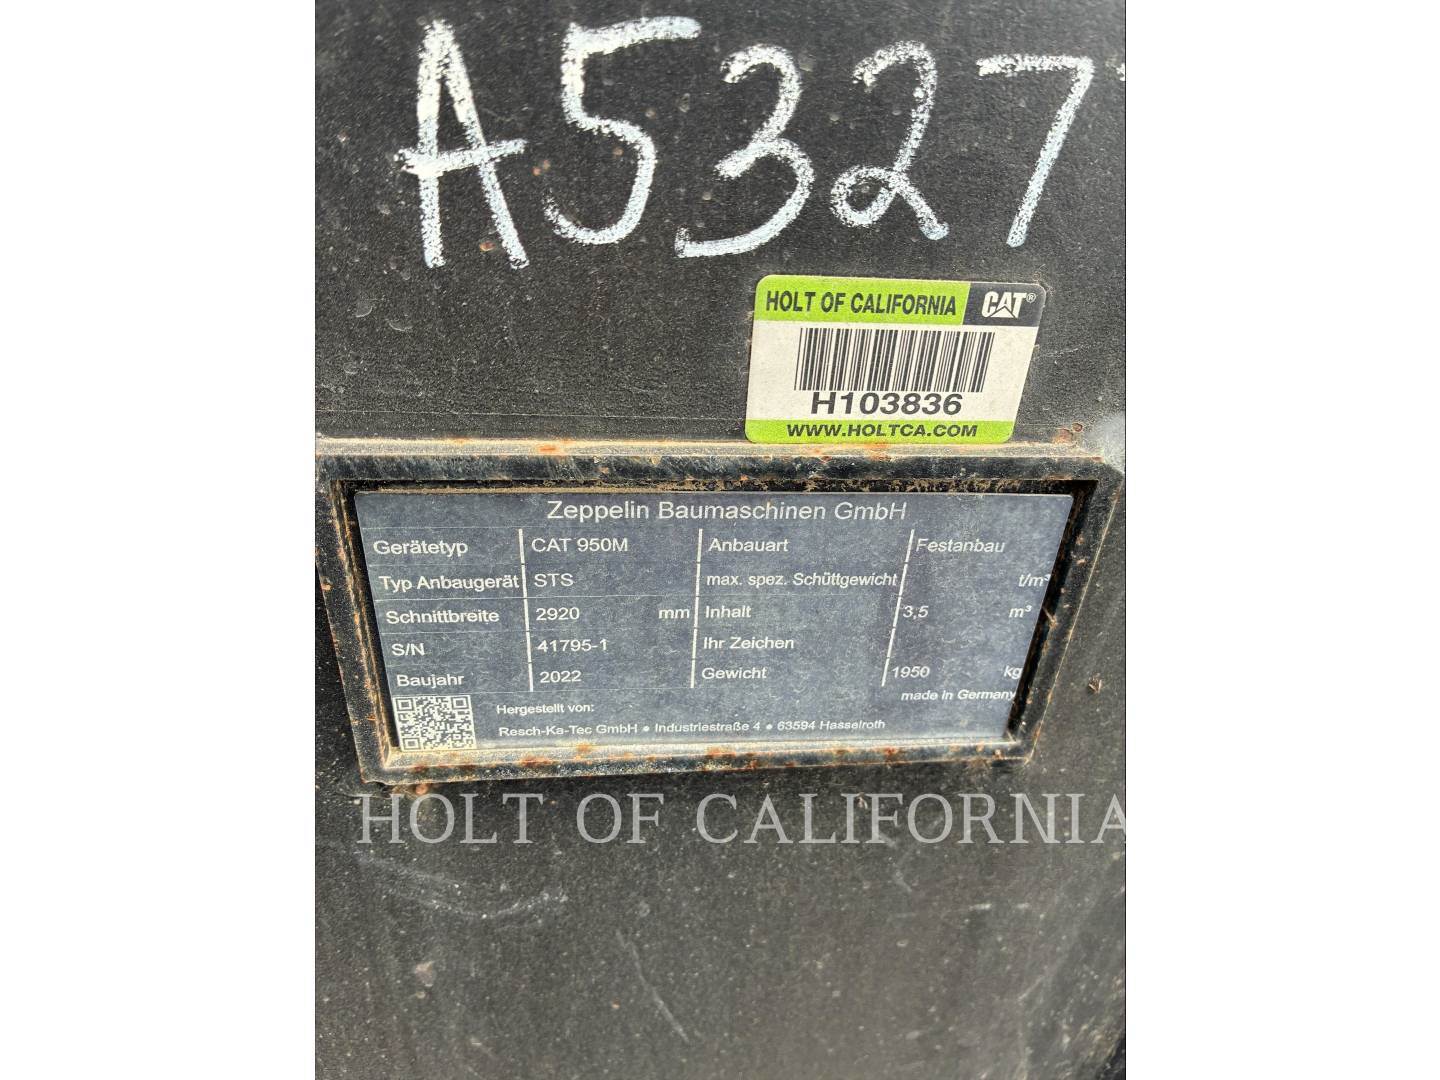 A5327
HOLT OF CALIFORNIA CAT®
H103836
WWW.HOLTCA.COM
Zeppelin Baumaschinen GmbH
Gerätetyp CAT 950M Anbauart Festanbau
Typ Anbaugerät STS max. spez. Schüttgewicht t/m³
Schnittbreite 2920 mm Inhalt 3,5 m³
S/N 41795-1 Ihr Zeichen
Baujahr 2022 Gewicht 1950 kg
made in Germany
Hergestellt von:
Resch-Ka-Tec GmbH ● Industriestraße 4 ● 63594 Hasselroth
HOLT OF CALIFORNIA